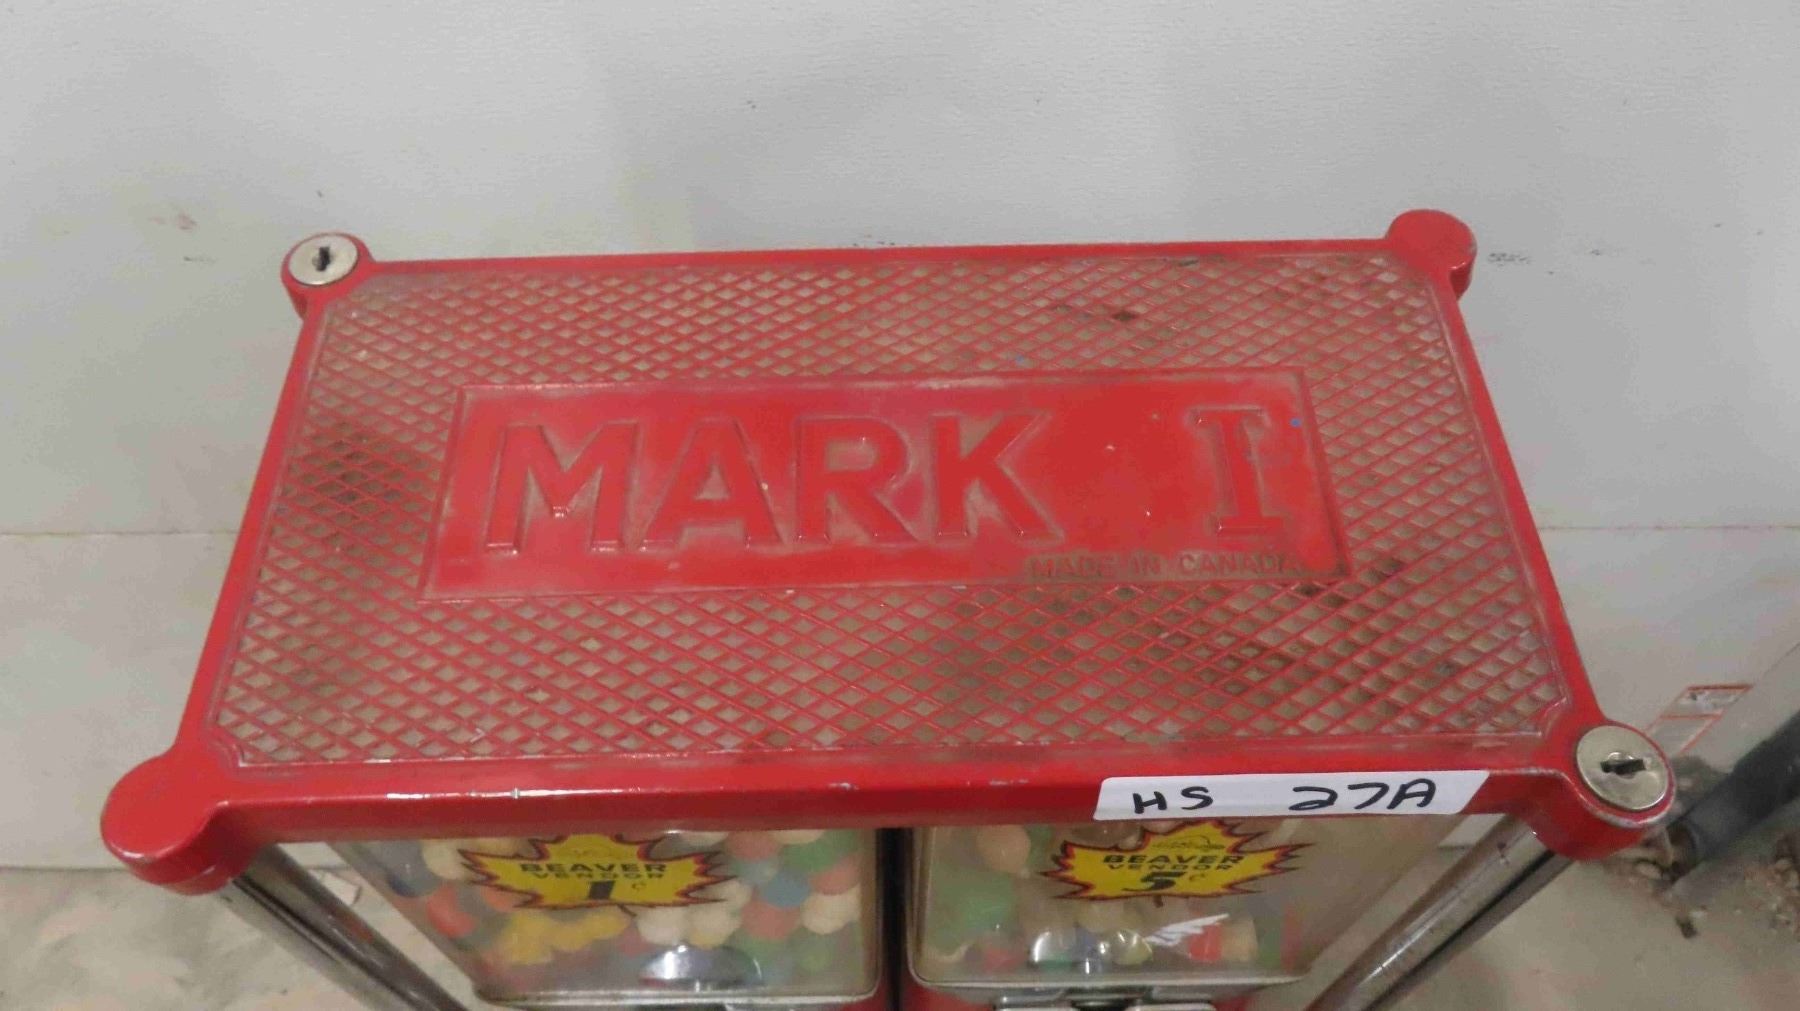 MARK I
MADE IN CANADA
HS 27A
BEAVER
VENDOR
1¢
BEAVER
VENDOR
5¢